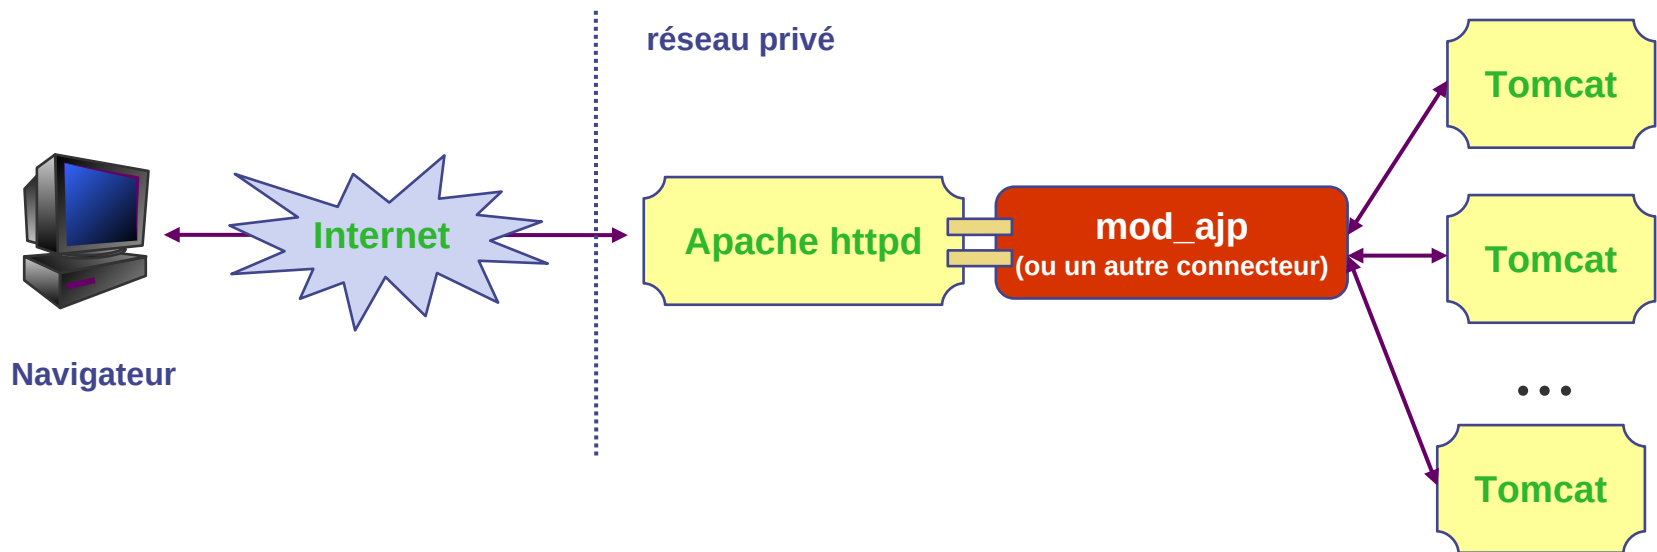 réseau privé
Tomcat
Internet
Apache httpd
mod_ajp
(ou un autre connecteur)
Tomcat
Navigateur
...
Tomcat